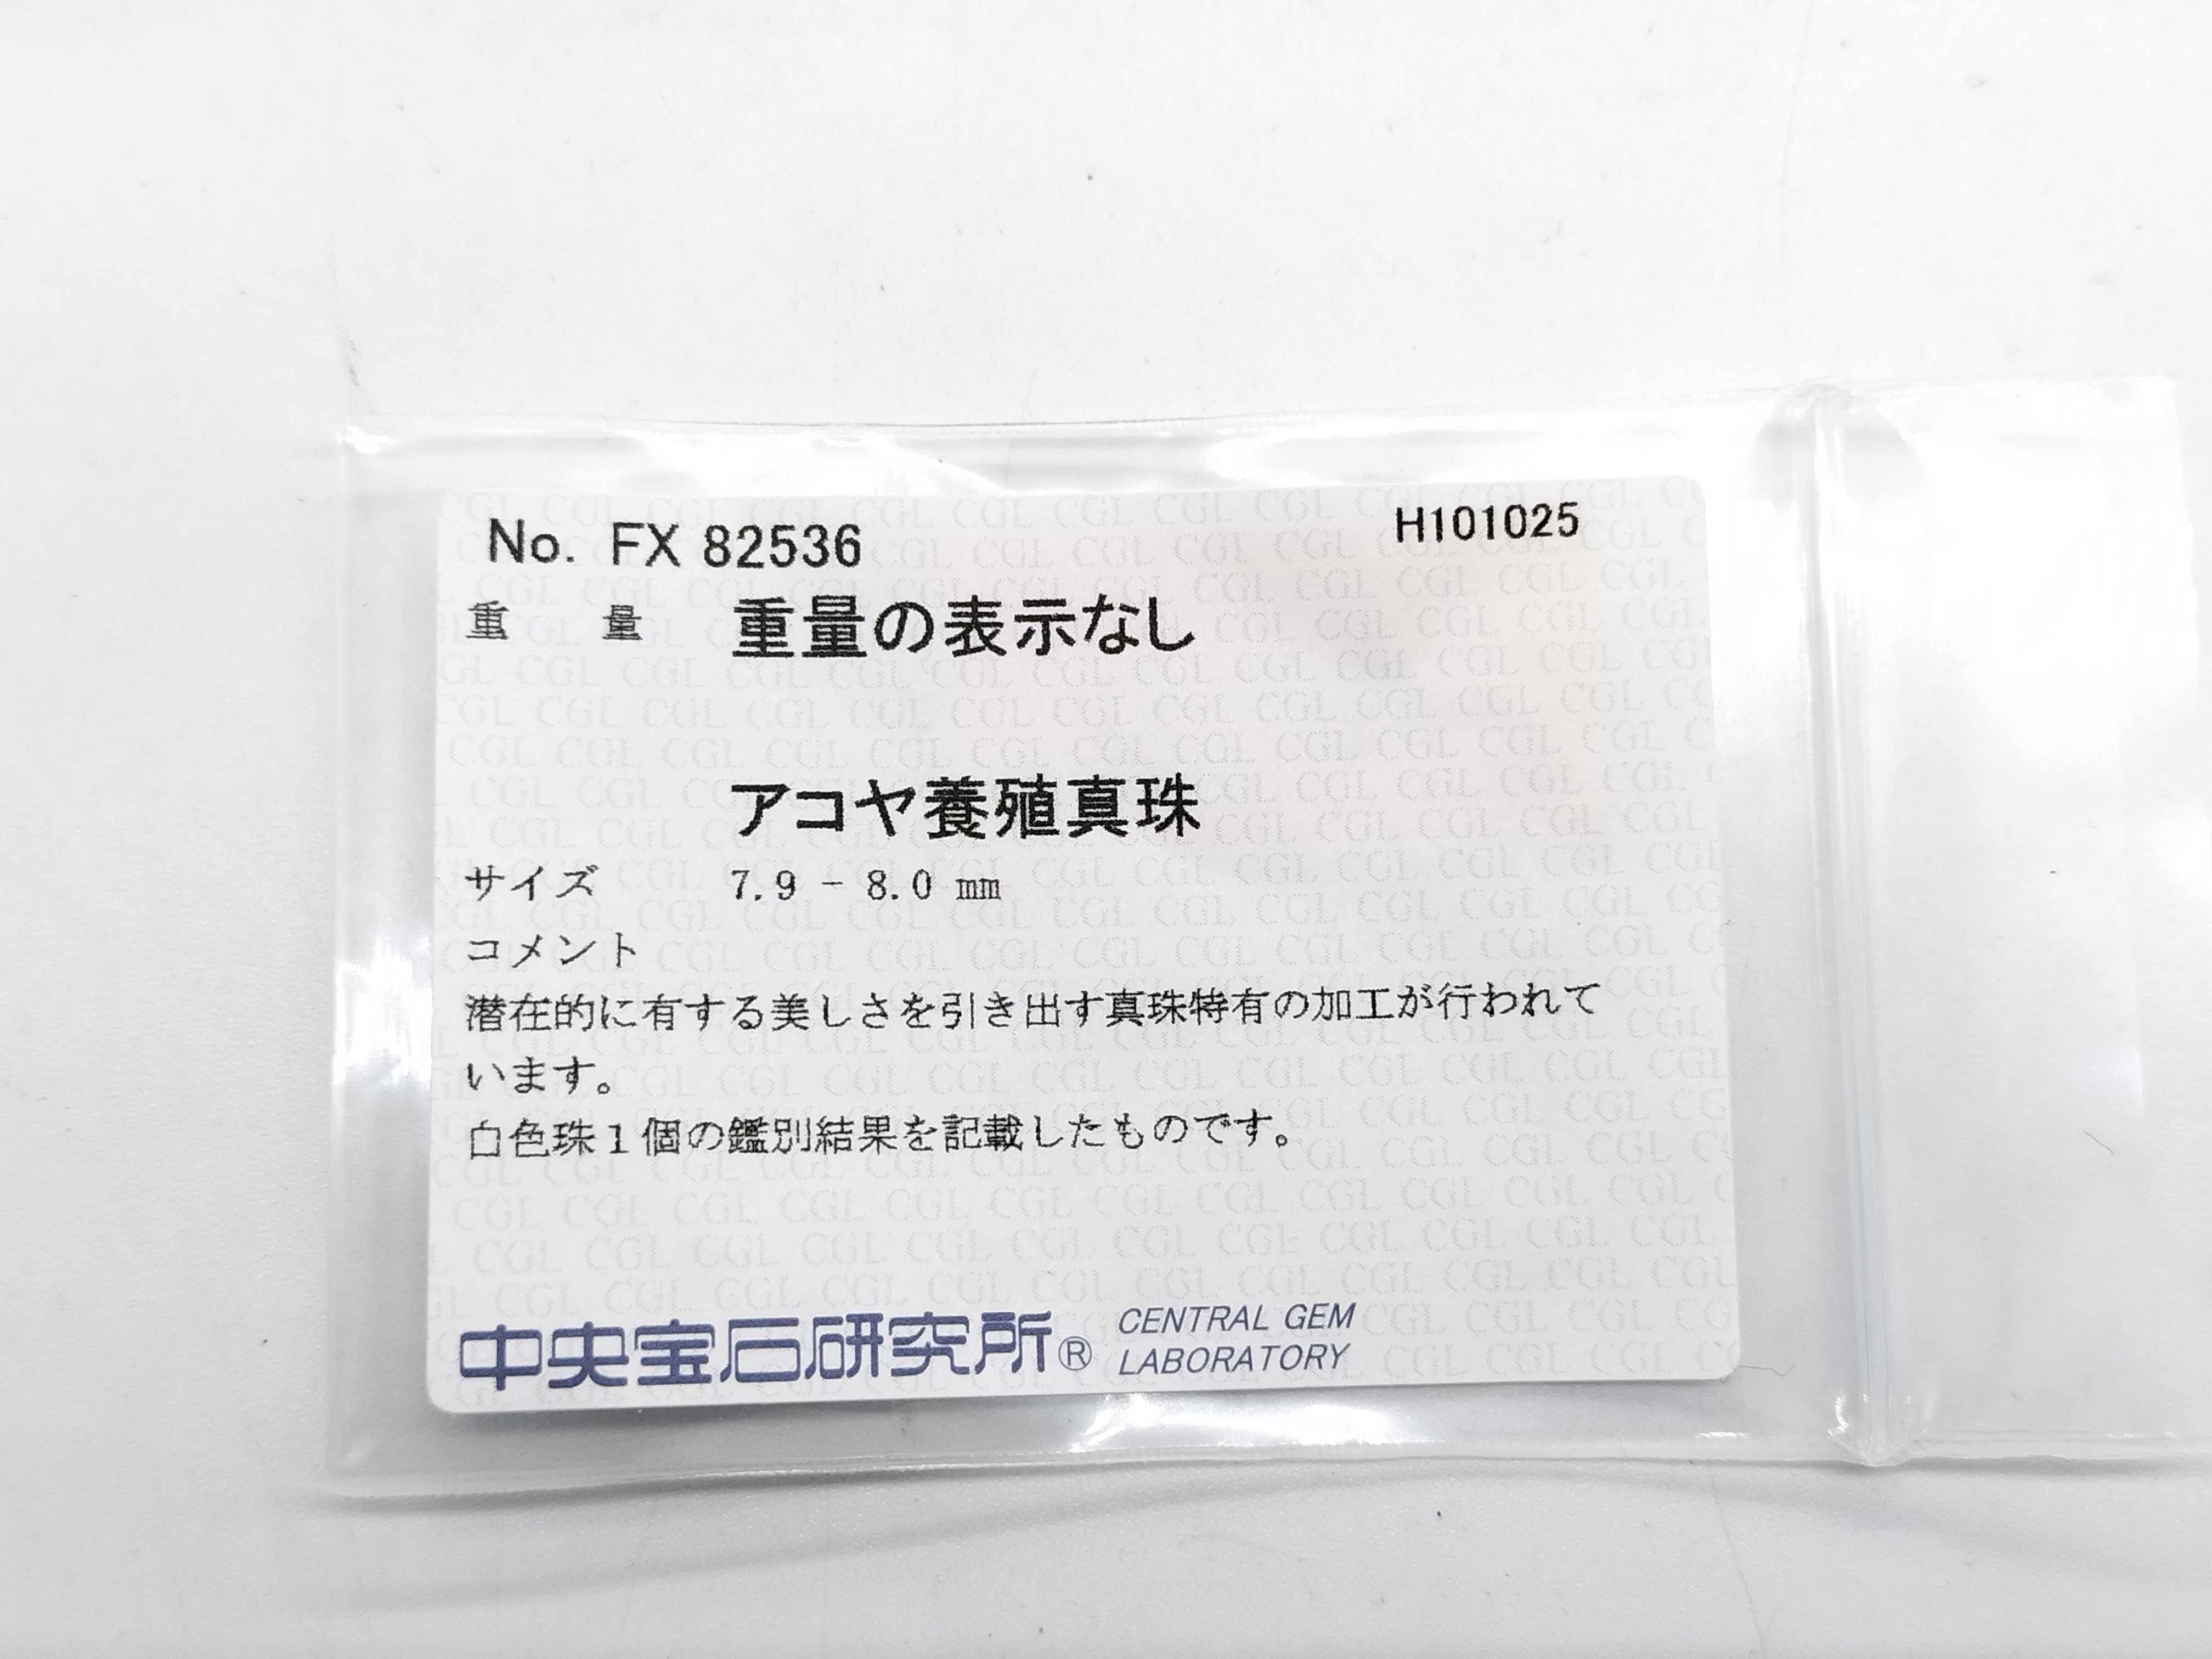 No. FX 82536 H101025
重 量 重量の表示なし
アコヤ養殖真珠
サイズ 7.9 - 8.0 mm
コメント
潜在的に有する美しさを引き出す真珠特有の加工が行われて
います。
白色珠1個の鑑別結果を記載したものです。
中央宝石研究所® CENTRAL GEM
LABORATORY